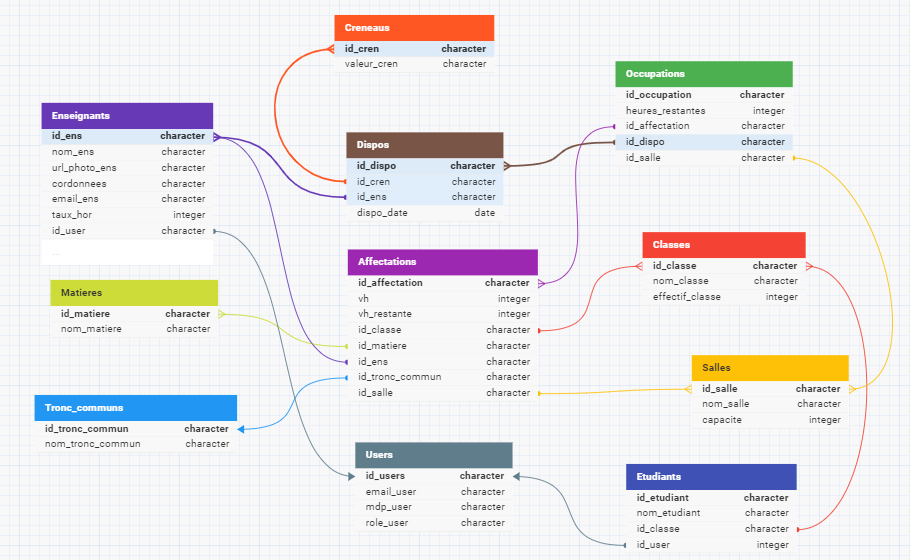 Creneaus
id_cren character
valeur_cren character
Occupations
id_occupation character
heures_restantes integer
id_affectation character
id_dispo character
id_salle character
Enseignants
id_ens character
nom_ens character
url_photo_ens character
cordonnees character
email_ens character
taux_hor integer
id_user character
...
Dispos
id_dispo character
id_cren character
id_ens character
dispo_date date
Affectations
id_affectation character
vh integer
vh_restante integer
id_classe character
id_matiere character
id_ens character
id_tronc_commun character
id_salle character
Classes
id_classe character
nom_classe character
effectif_classe integer
Matieres
id_matiere character
nom_matiere character
Salles
id_salle character
nom_salle character
capacite integer
Tronc_communs
id_tronc_commun character
nom_tronc_commun character
Users
id_users character
email_user character
mdp_user character
role_user character
Etudiants
id_etudiant character
nom_etudiant character
id_classe character
id_user integer